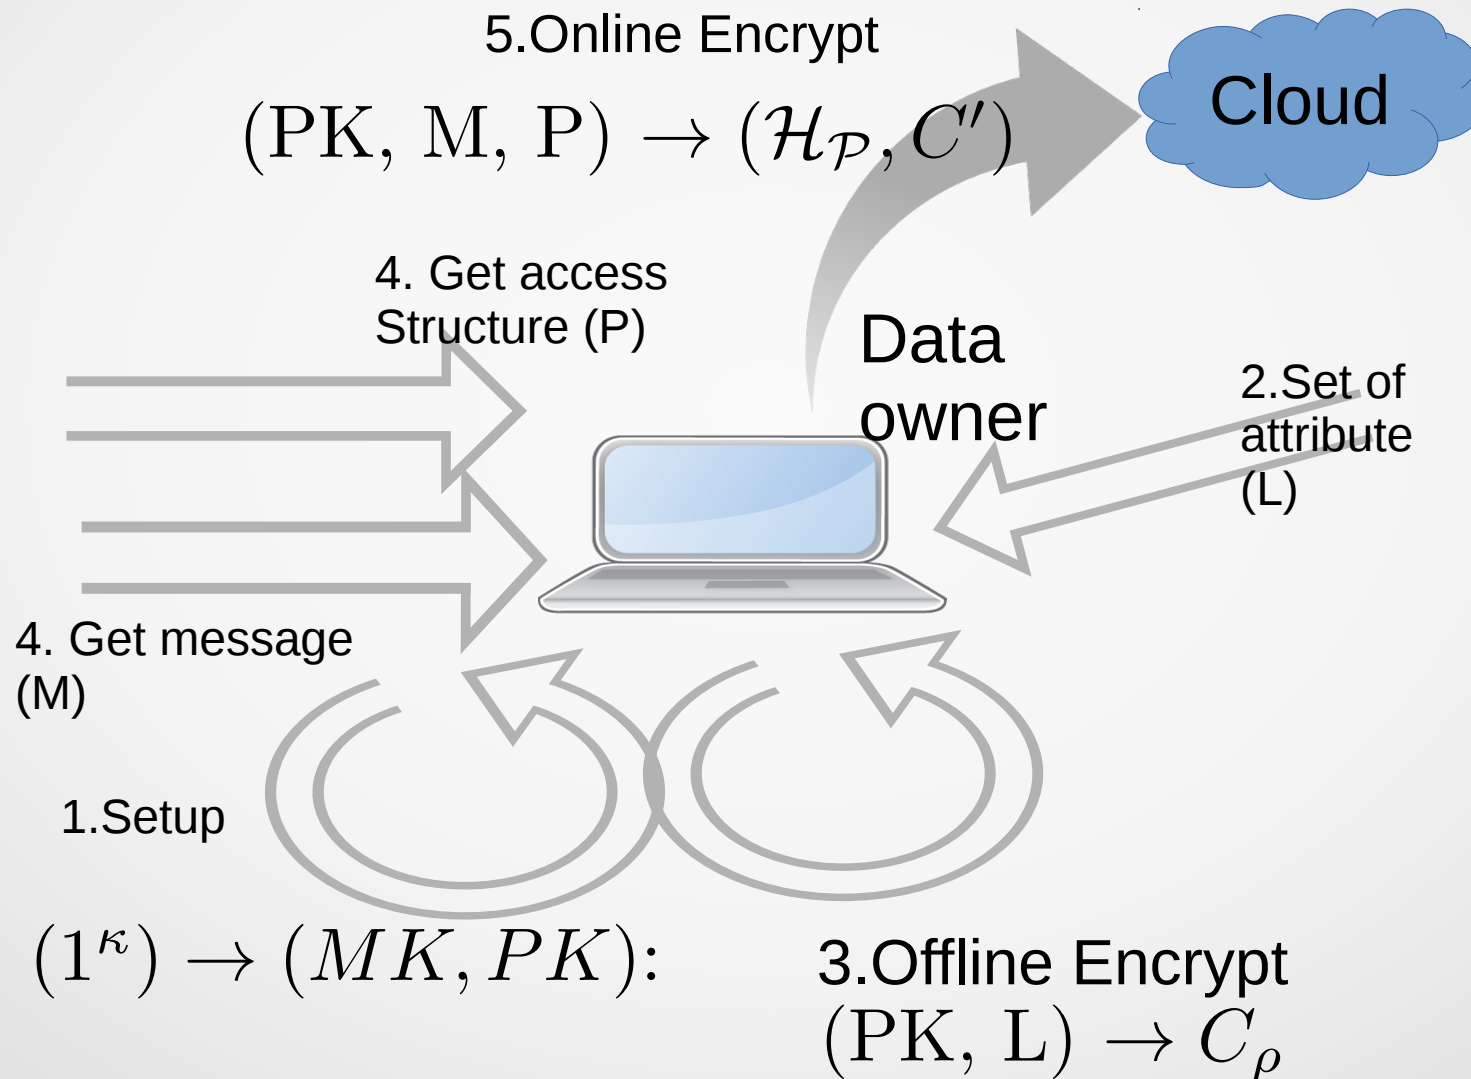 5.Online Encrypt
(PK, M, P) → (ℋ_𝒫, C′)
Cloud
4. Get access
Structure (P)
Data
owner
2.Set of
attribute
(L)
4. Get message
(M)
1.Setup
(1^κ) → (MK, PK):
3.Offline Encrypt
(PK, L) → C_ρ